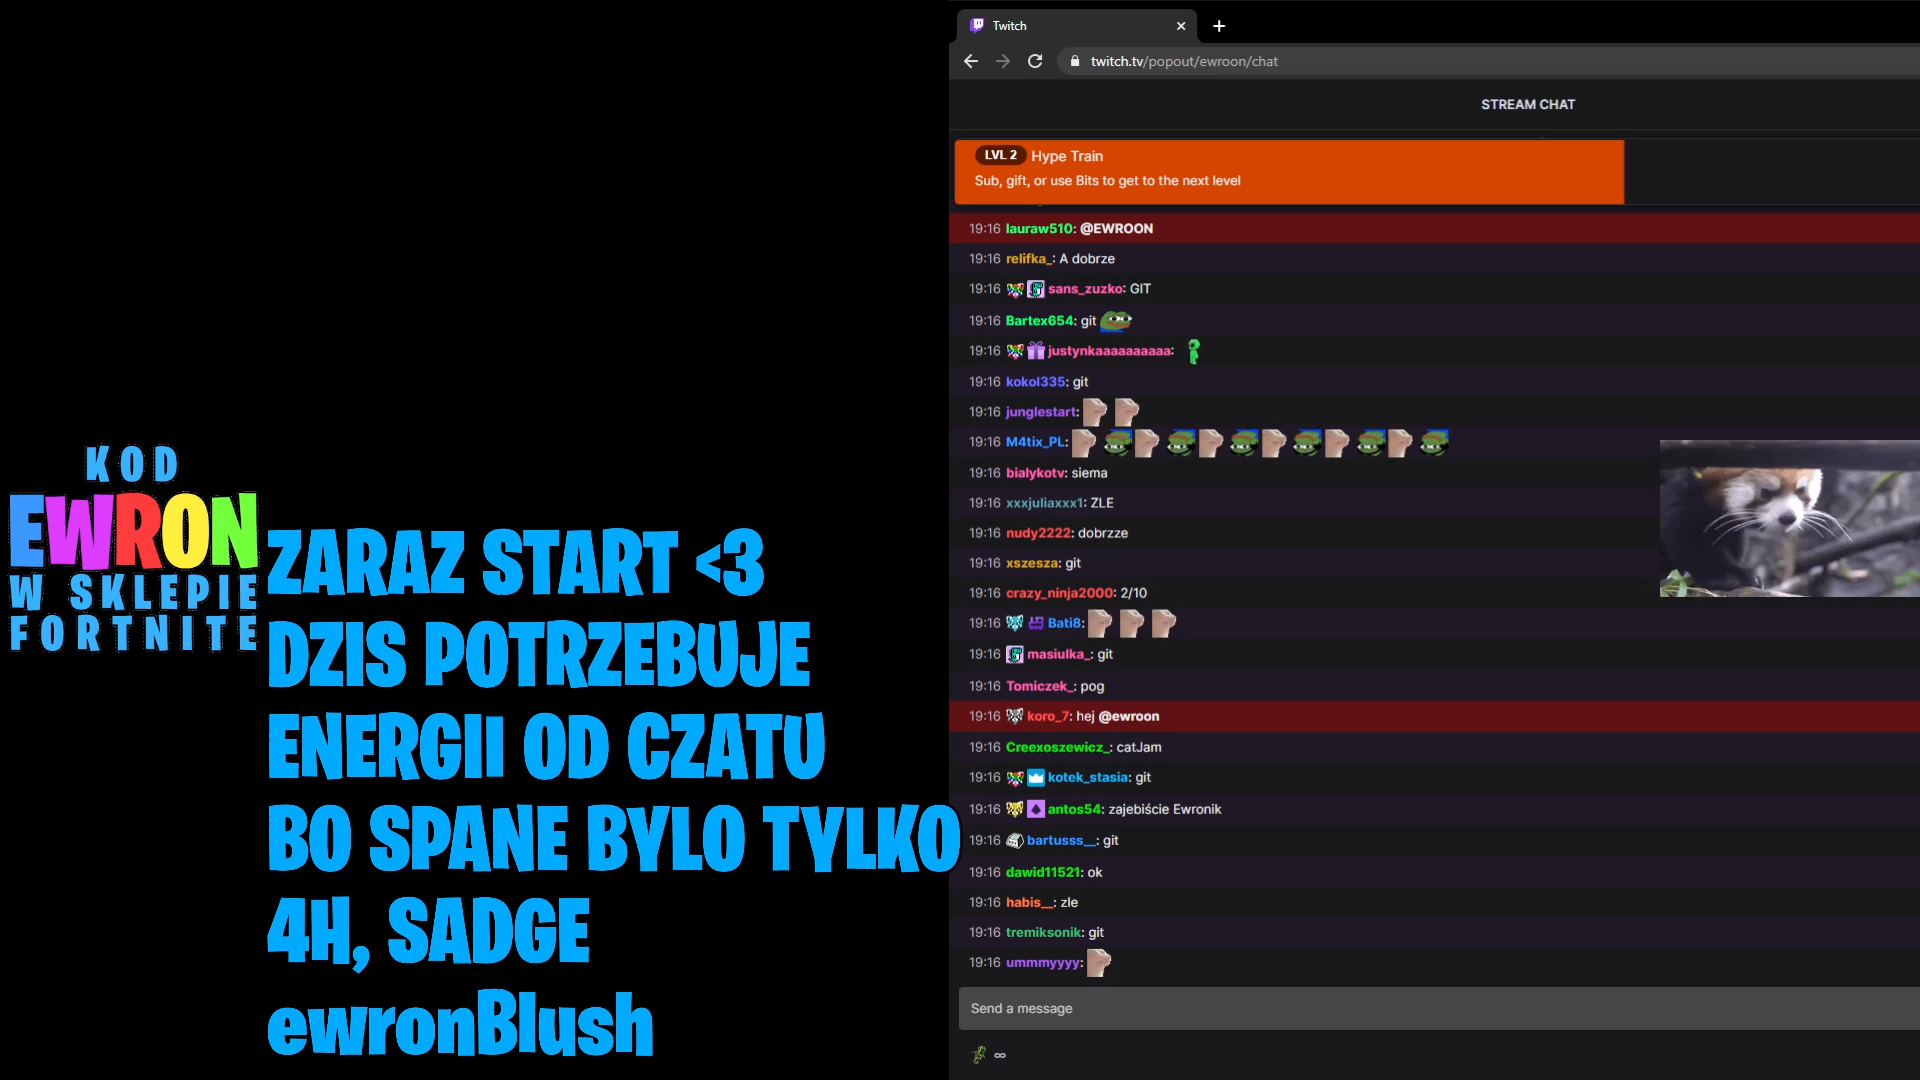 KOD
EWRON
W SKLEPIE
FORTNITE
ZARAZ START <3
DZIS POTRZEBUJE
ENERGII OD CZATU
BO SPANE BYLO TYLKO
4H, SADGE
ewronBlush
Twitch
twitch.tv/popout/ewroon/chat
STREAM CHAT
LVL 2 Hype Train
Sub, gift, or use Bits to get to the next level
19:16 lauraw510: @EWROON
19:16 relifka_: A dobrze
19:16 sans_zuzko: GIT
19:16 Bartex654: git
19:16 justynkaaaaaaaaaa:
19:16 kokol335: git
19:16 junglestart:
19:16 M4tix_PL:
19:16 bialykotv: siema
19:16 xxxjuliaxxx1: ZLE
19:16 nudy2222: dobrzze
19:16 xszesza: git
19:16 crazy_ninja2000: 2/10
19:16 Bati8:
19:16 masiulka_: git
19:16 Tomiczek_: pog
19:16 koro_7: hej @ewroon
19:16 Creexoszewicz_: catJam
19:16 kotek_stasia: git
19:16 antos54: zajebiście Ewronik
19:16 bartusss__: git
19:16 dawid11521: ok
19:16 habis__: zle
19:16 tremiksonik: git
19:16 ummmyyyy:
Send a message
∞